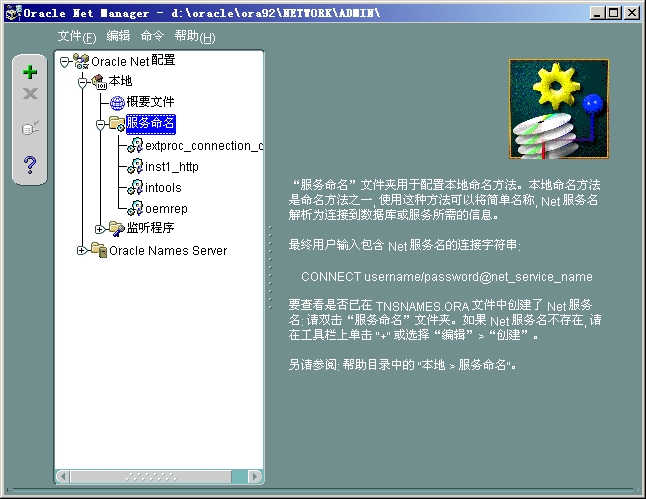 Oracle Net Manager - d:\oracle\ora92\NETWORK\ADMIN\
文件(F) 编辑 命令 帮助(H)
Oracle Net 配置
本地
概要文件
服务命名
extproc_connection_c
inst1_http
intools
oemrep
监听程序
Oracle Names Server
“服务命名”文件夹用于配置本地命名方法。本地命名方法
是命名方法之一, 使用这种方法可以将简单名称, Net 服务名
解析为连接到数据库或服务所需的信息。
最终用户输入包含 Net 服务名的连接字符串:
CONNECT username/password@net_service_name
要查看是否已在 TNSNAMES.ORA 文件中创建了 Net 服务
名: 请双击“服务命名”文件夹。如果 Net 服务名不存在, 请
在工具栏上单击 "+" 或选择“编辑”>“创建”。
另请参阅: 帮助目录中的 "本地 > 服务命名"。